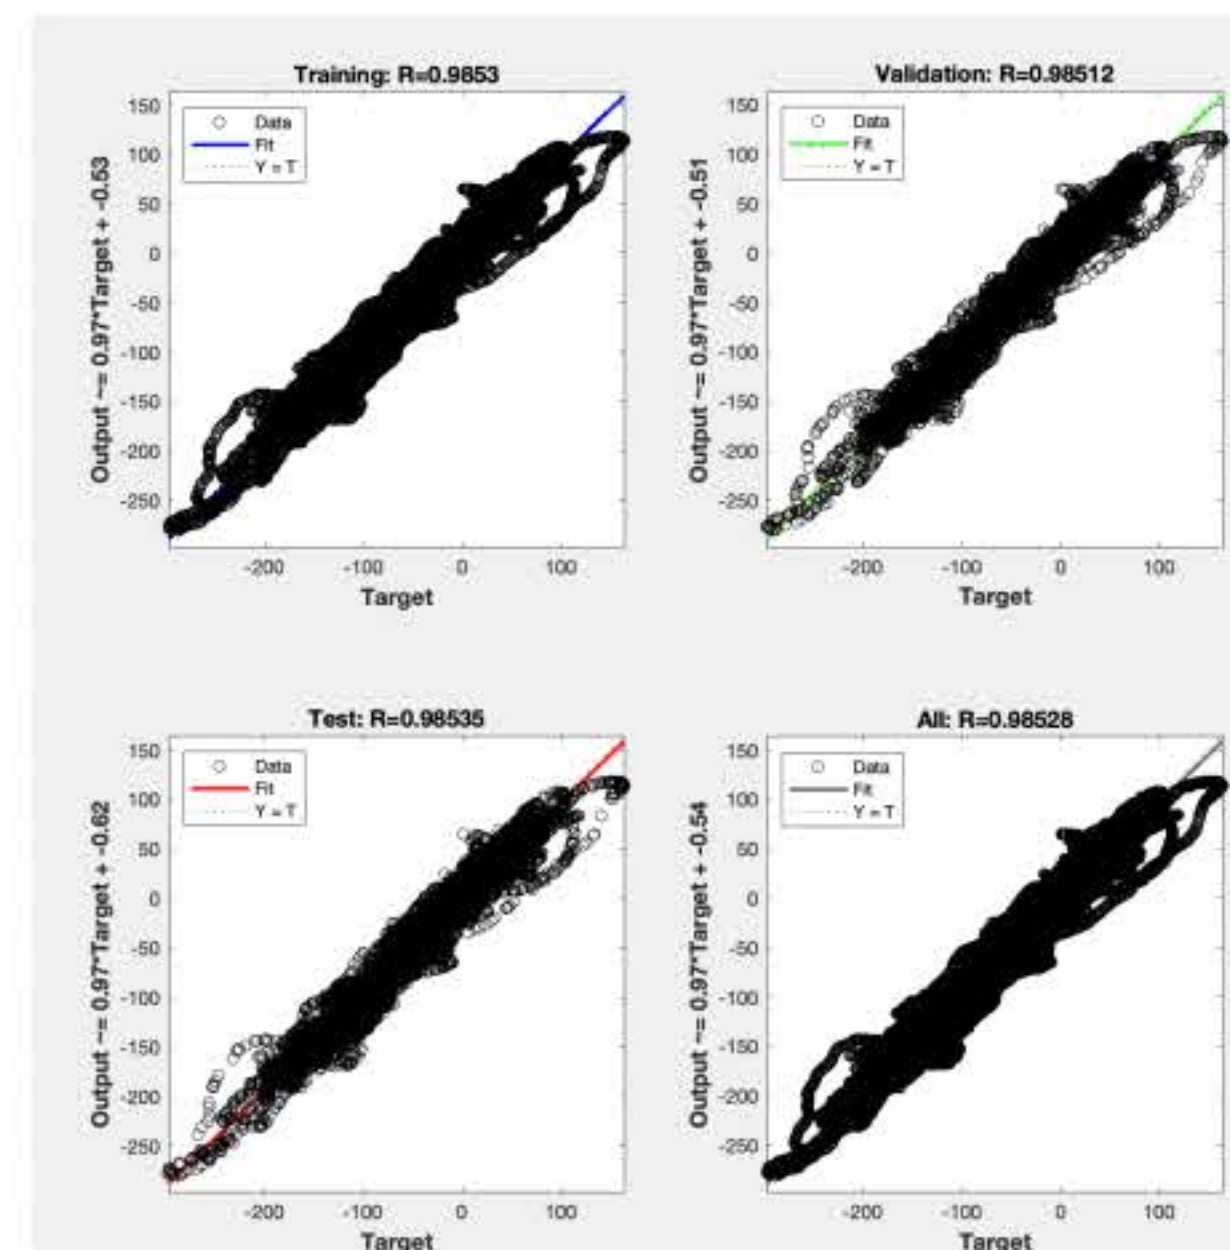 Training: R=0.9853
Output ~= 0.97*Target + -0.53
150
100
50
0
-50
-100
-150
-200
-250
Data
Fit
Y = T
-200 -100 0 100
Target
Validation: R=0.98512
Output ~= 0.97*Target + -0.51
150
100
50
0
-50
-100
-150
-200
-250
Data
Fit
Y = T
-200 -100 0 100
Target
Test: R=0.98535
Output ~= 0.97*Target + -0.62
150
100
50
0
-50
-100
-150
-200
-250
Data
Fit
Y = T
-200 -100 0 100
Target
All: R=0.98528
Output ~= 0.97*Target + -0.54
150
100
50
0
-50
-100
-150
-200
-250
Data
Fit
Y = T
-200 -100 0 100
Target